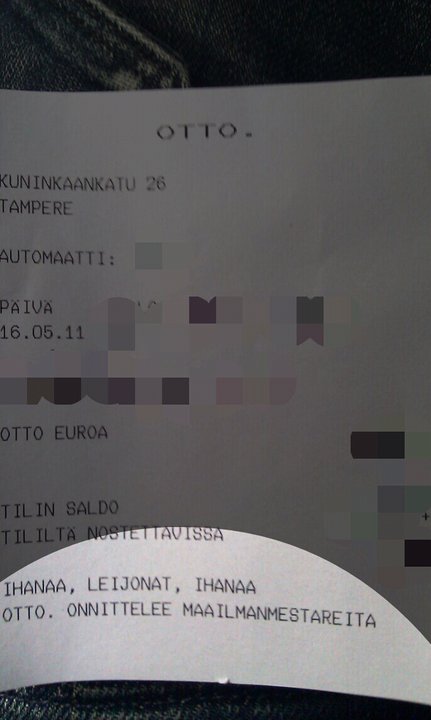 OTTO.
KUNINKAANKATU 26
TAMPERE
AUTOMAATTI:
PÄIVÄ
16.05.11
OTTO EUROA
TILIN SALDO
+
TILILTÄ NOSTETTAVISSA
IHANAA, LEIJONAT, IHANAA
OTTO. ONNITTELEE MAAILMANMESTAREITA